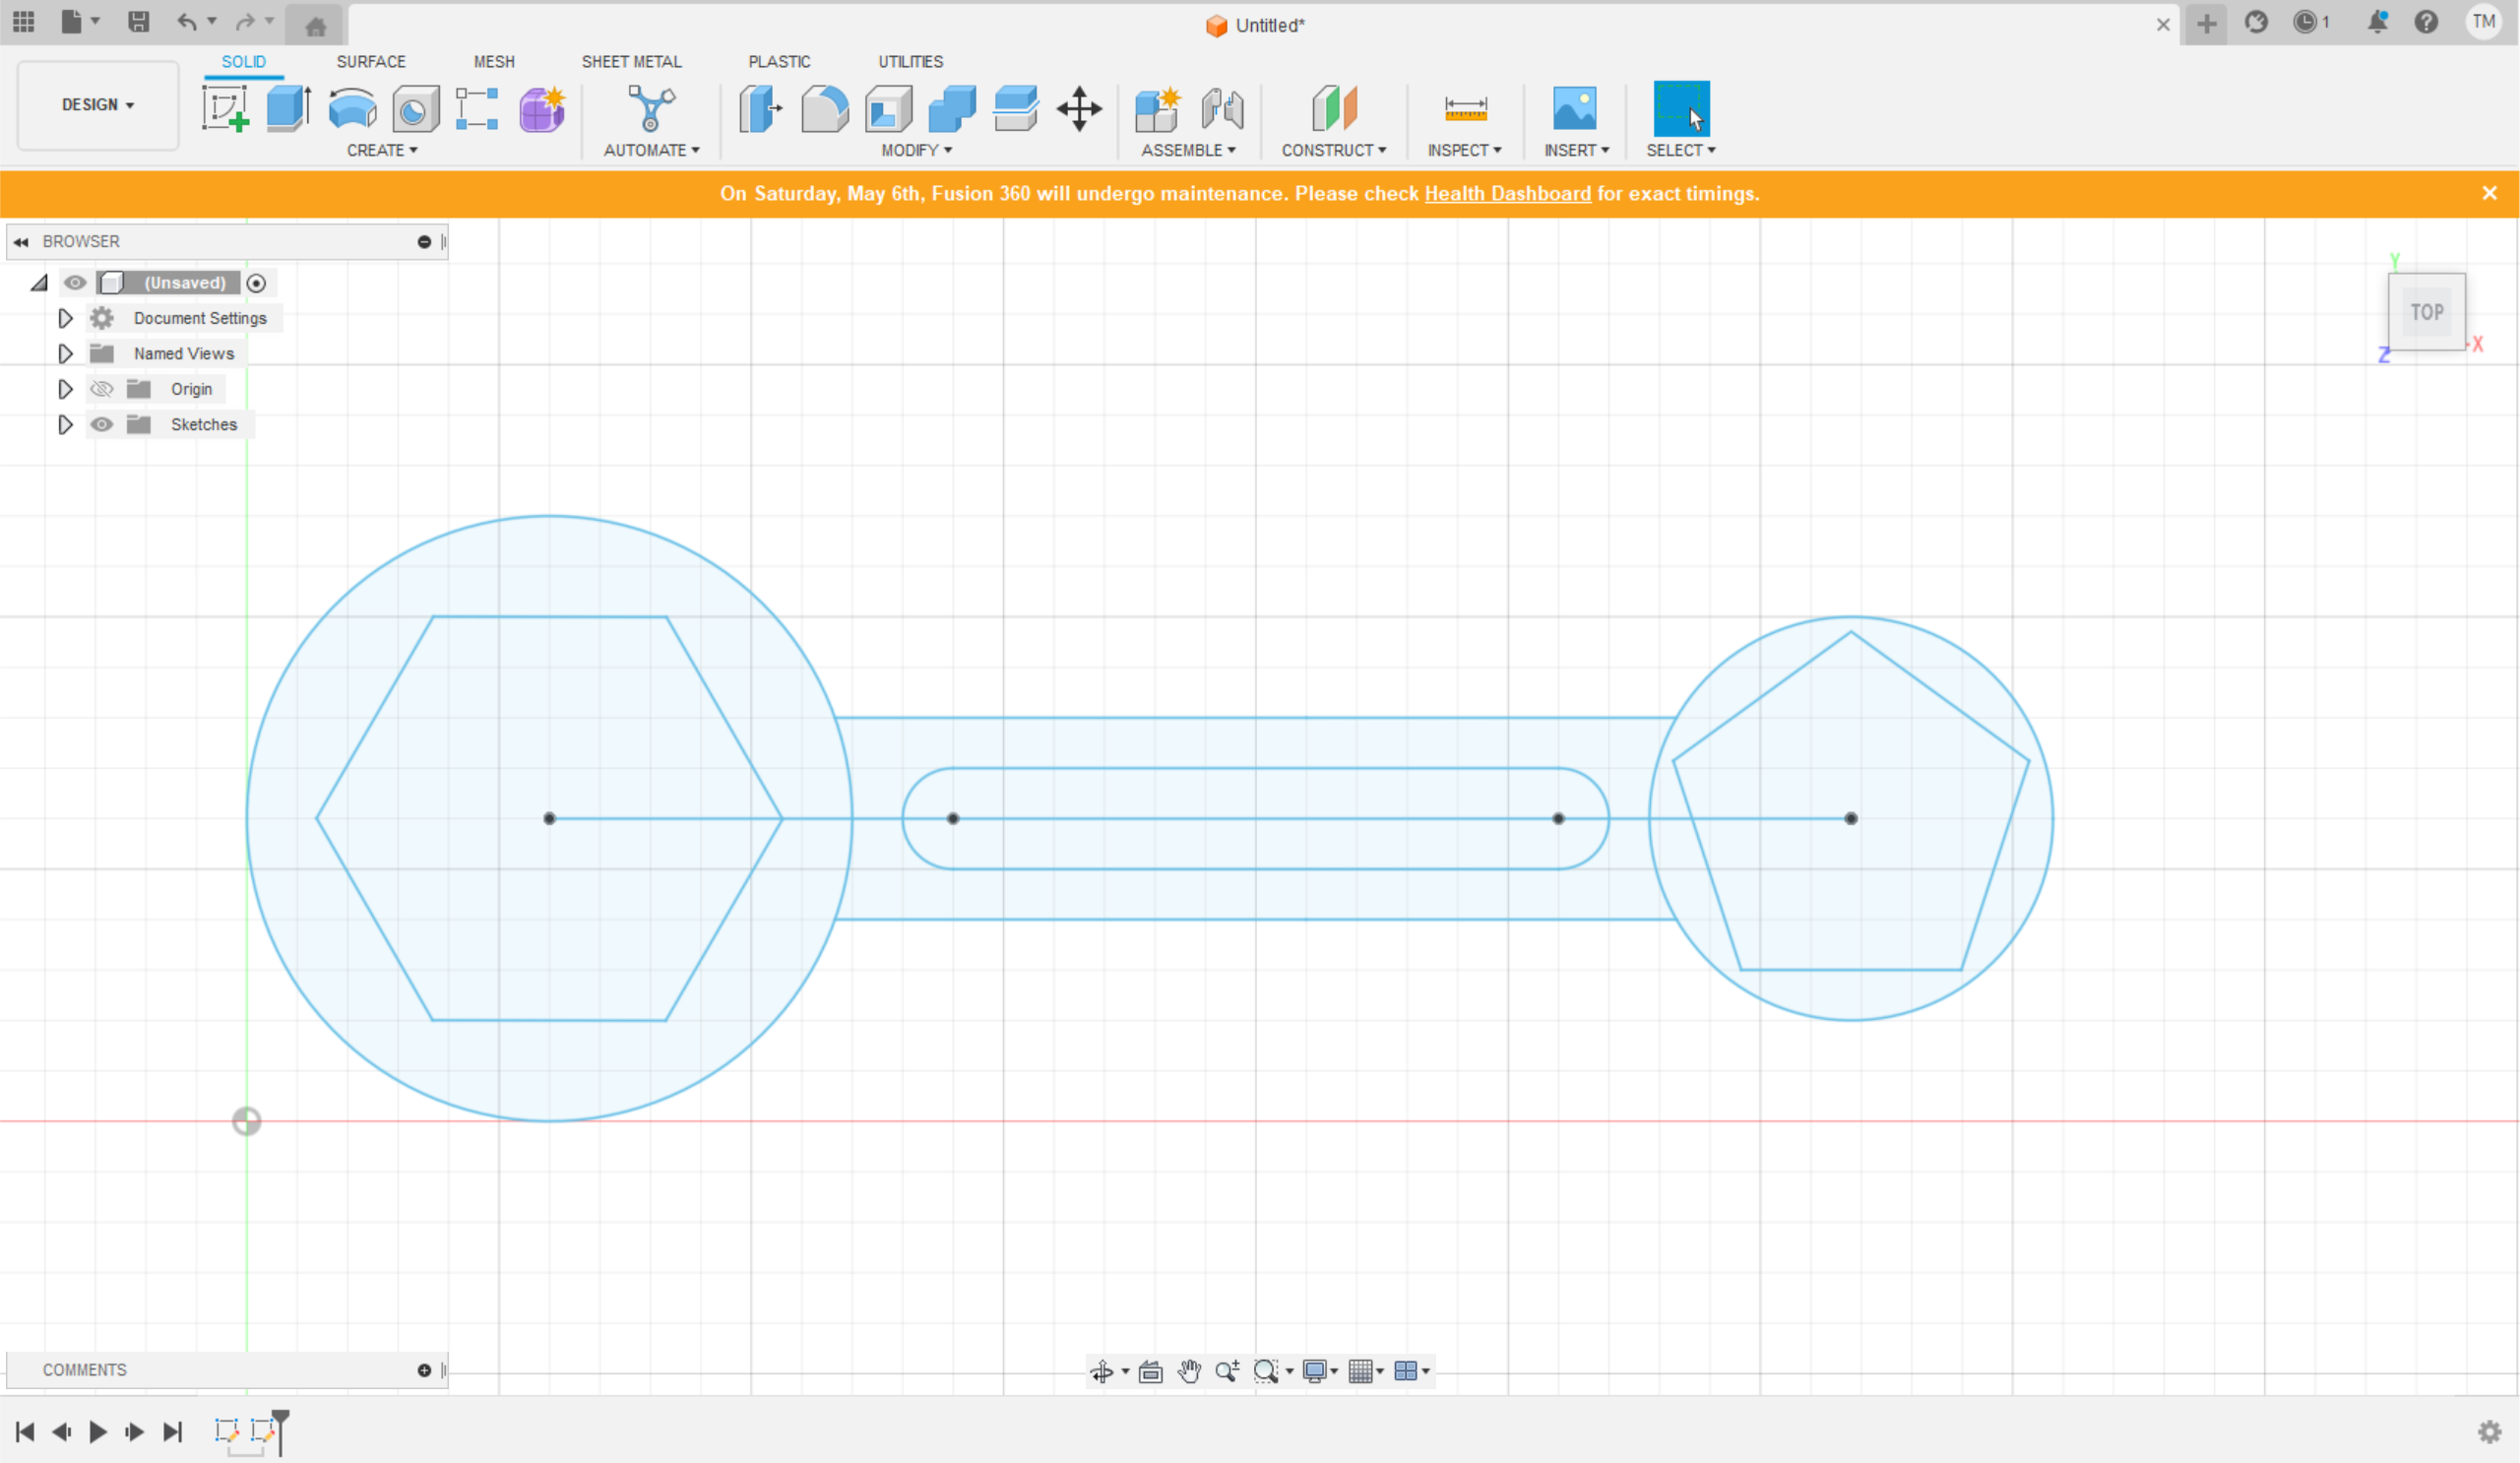 Untitled*
1
TM
SOLID
SURFACE
MESH
SHEET METAL
PLASTIC
UTILITIES
DESIGN
CREATE
AUTOMATE
MODIFY
ASSEMBLE
CONSTRUCT
INSPECT
INSERT
SELECT
On Saturday, May 6th, Fusion 360 will undergo maintenance. Please check Health Dashboard for exact timings.
BROWSER
(Unsaved)
Document Settings
Named Views
Origin
Sketches
Y
TOP
X
Z
COMMENTS